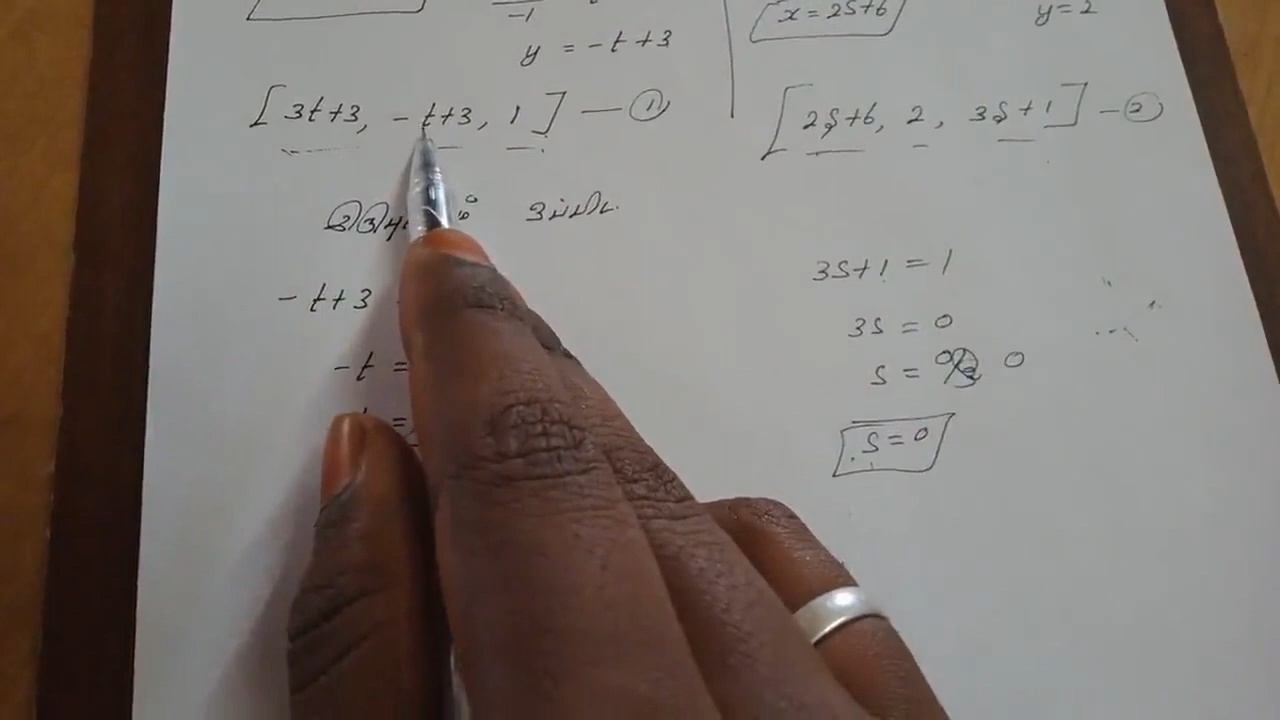 -1
y = -t+3
x = 2s+6
y = 2
[3t+3, -t+3, 1] — ①
[2s+6, 2, 3s+1] — ②
-t+3
-t =
3s+1 = 1
3s = 0
s = 0
s = 0